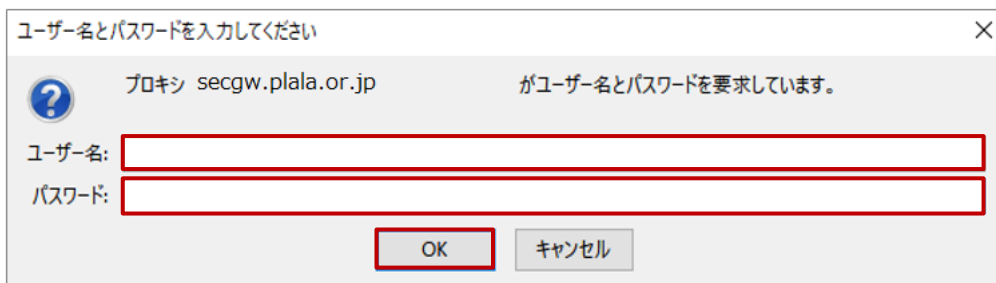 ユーザー名とパスワードを入力してください
プロキシ secgw.plala.or.jp がユーザー名とパスワードを要求しています。
ユーザー名:
パスワード:
OK キャンセル